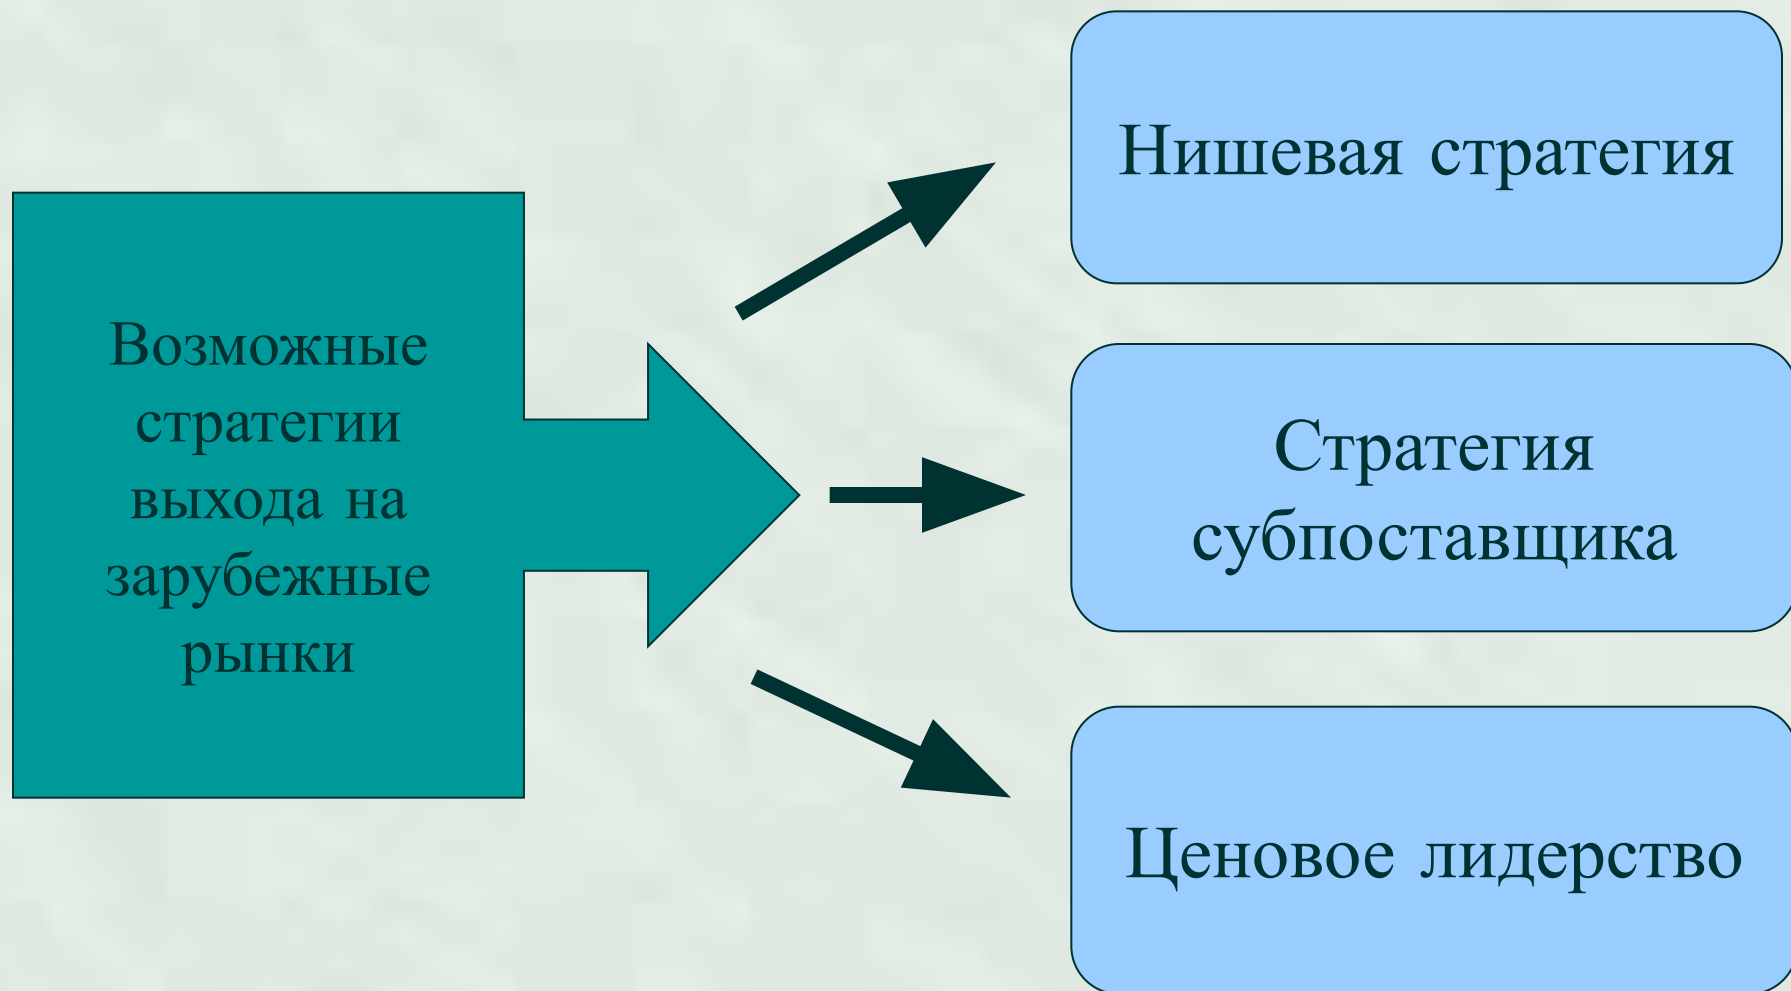 Возможные
стратегии
выхода на
зарубежные
рынки
Нишевая стратегия
Стратегия
субпоставщика
Ценовое лидерство